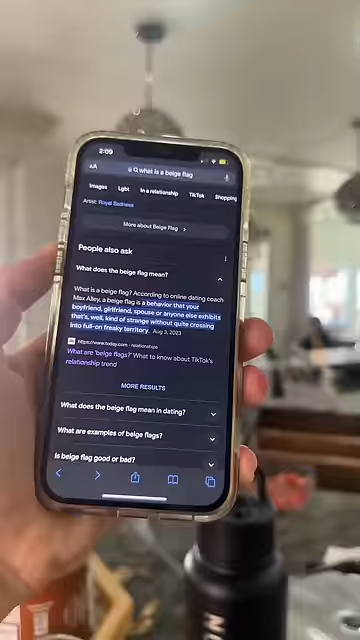 2:09
AA what is a beige flag
Images Lgbt In a relationship TikTok Shopping
Artist: Royal Sadness
More about Beige Flag >
People also ask
What does the beige flag mean?
What is a beige flag? According to online dating coach
Max Alley, a beige flag is a behavior that your
boyfriend, girlfriend, spouse or anyone else exhibits
that's, well, kind of strange without quite crossing
into full-on freaky territory. Aug 3, 2023
https://www.today.com › relationships
What are 'beige flags?' What to know about TikTok's
relationship trend
MORE RESULTS
What does the beige flag mean in dating?
What are examples of beige flags?
Is beige flag good or bad?